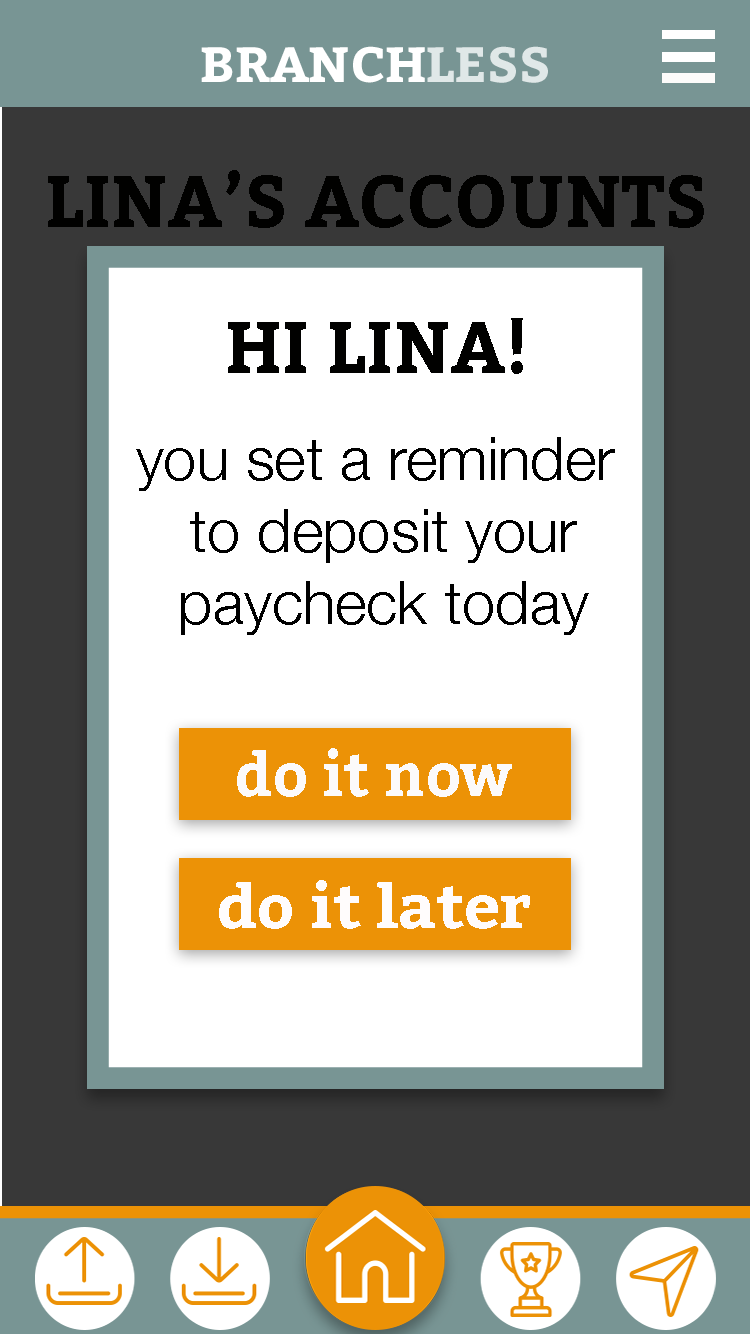 BRANCHLESS
LINA’S ACCOUNTS
HI LINA!
you set a reminder
to deposit your
paycheck today
do it now
do it later